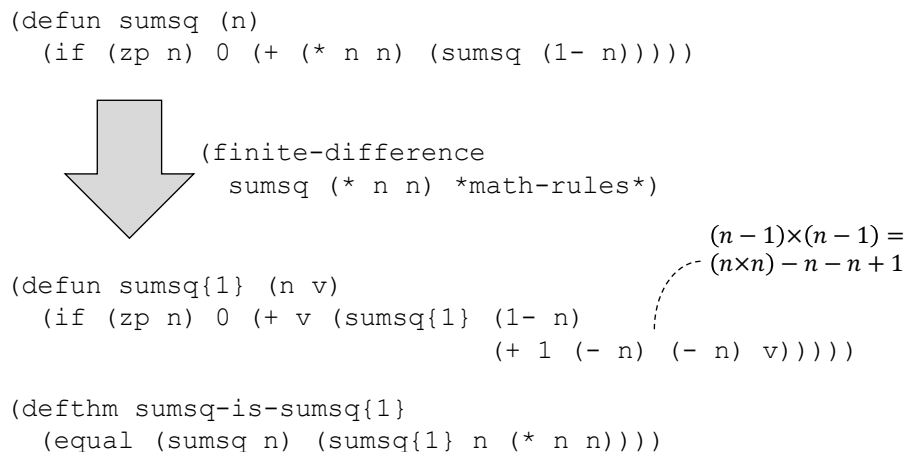 (defun sumsq (n)
(if (zp n) 0 (+ (* n n) (sumsq (1- n)))))
(finite-difference
sumsq (* n n) *math-rules*)
(n − 1)×(n − 1) =
(n×n) − n − n + 1
(defun sumsq{1} (n v)
(if (zp n) 0 (+ v (sumsq{1} (1- n)
(+ 1 (- n) (- n) v)))))
(defthm sumsq-is-sumsq{1}
(equal (sumsq n) (sumsq{1} n (* n n))))